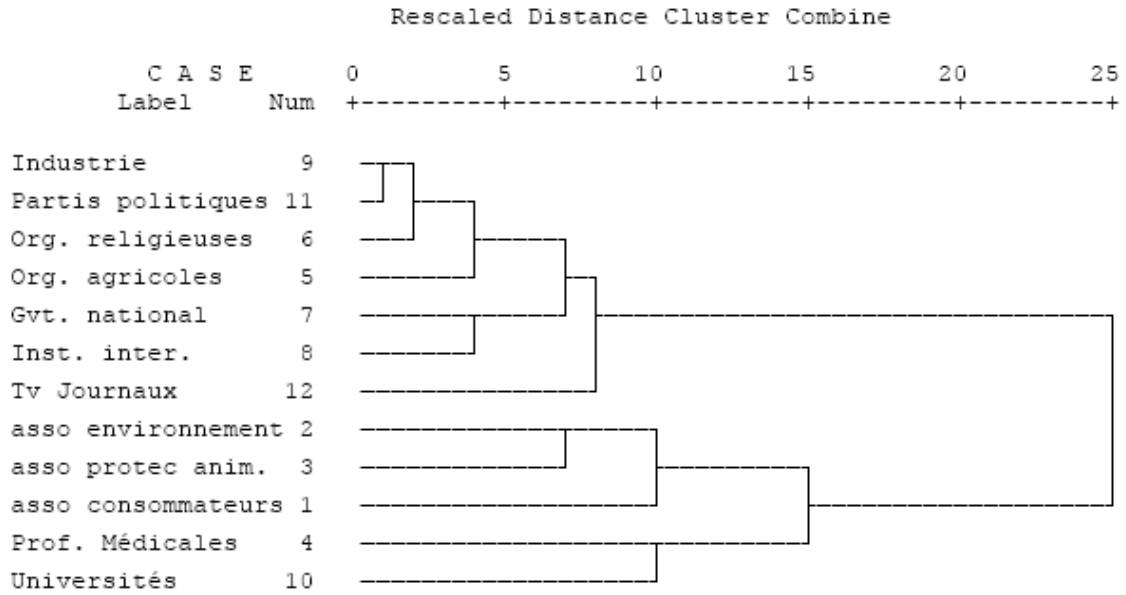 Rescaled Distance Cluster Combine
C A S E 0 5 10 15 20 25
Label Num +---------+---------+---------+---------+---------+
Industrie 9
Partis politiques 11
Org. religieuses 6
Org. agricoles 5
Gvt. national 7
Inst. inter. 8
Tv Journaux 12
asso environnement 2
asso protec anim. 3
asso consommateurs 1
Prof. Médicales 4
Universités 10